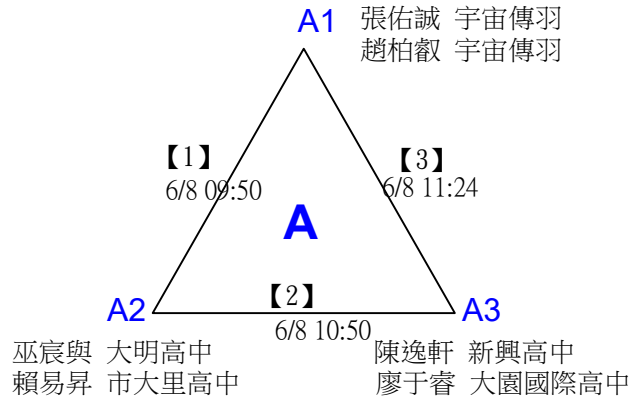 A1 張佑誠 宇宙傳羽
趙柏叡 宇宙傳羽
【1】
6/8 09:50
【3】
6/8 11:24
A
A2
【2】
6/8 10:50
A3
巫宸與 大明高中
賴易昇 市大里高中
陳逸軒 新興高中
廖于睿 大園國際高中